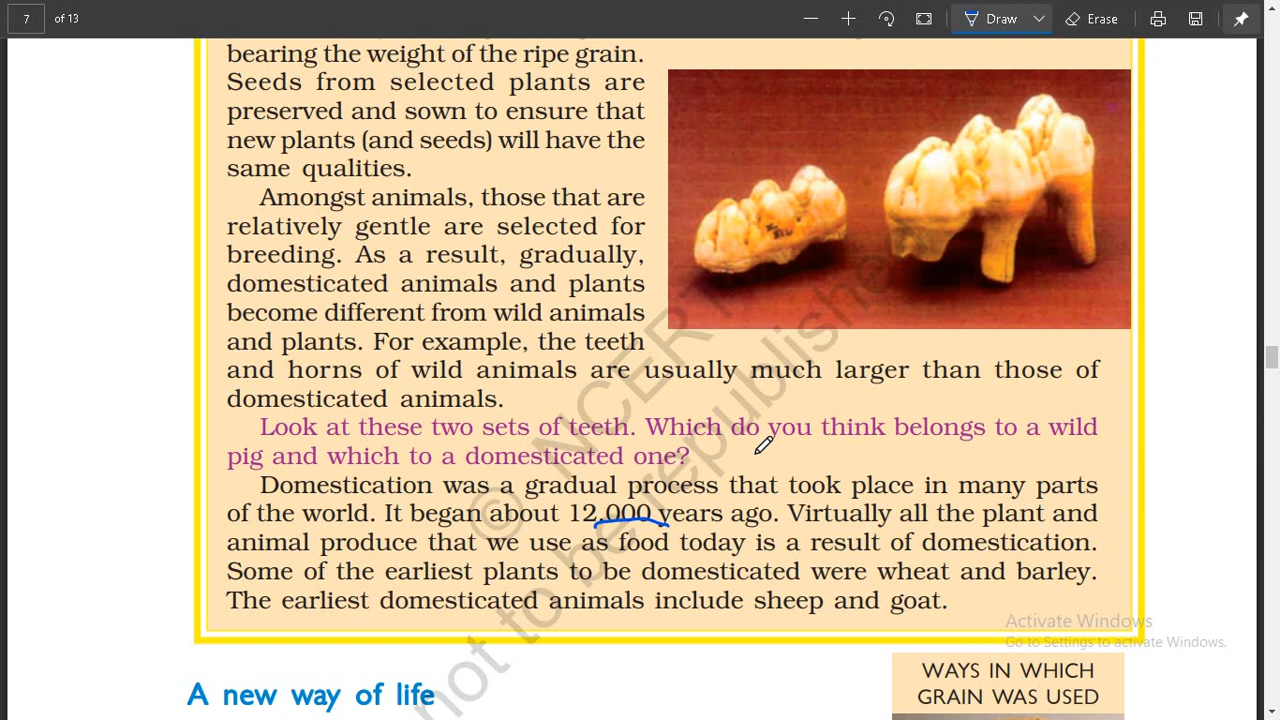 7 of 13
Draw
Erase
bearing the weight of the ripe grain.
Seeds from selected plants are
preserved and sown to ensure that
new plants (and seeds) will have the
same qualities.
Amongst animals, those that are
relatively gentle are selected for
breeding. As a result, gradually,
domesticated animals and plants
become different from wild animals
and plants. For example, the teeth
and horns of wild animals are usually much larger than those of
domesticated animals.
Look at these two sets of teeth. Which do you think belongs to a wild
pig and which to a domesticated one?
Domestication was a gradual process that took place in many parts
of the world. It began about 12,000 years ago. Virtually all the plant and
animal produce that we use as food today is a result of domestication.
Some of the earliest plants to be domesticated were wheat and barley.
The earliest domesticated animals include sheep and goat.
© NCERT
not to be republished
Activate Windows
Go to Settings to activate Windows.
A new way of life
WAYS IN WHICH
GRAIN WAS USED